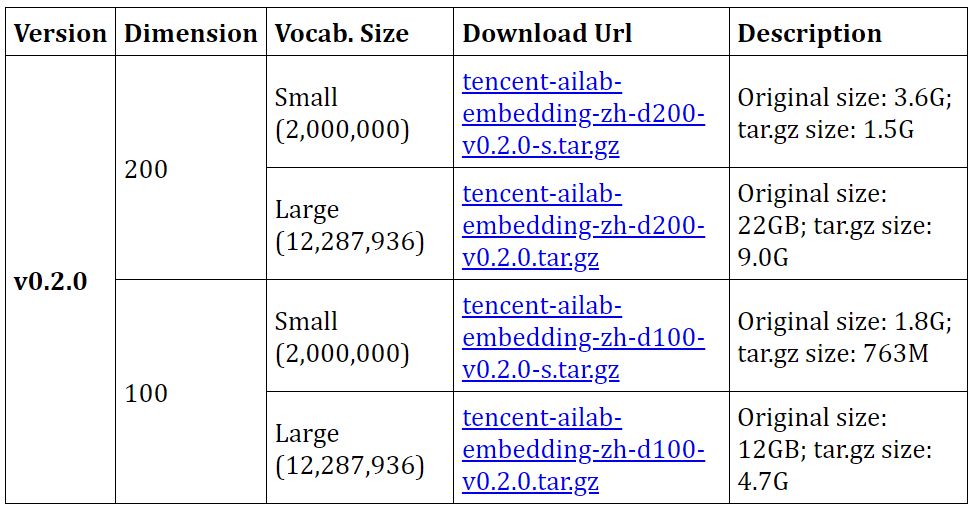 Version Dimension Vocab. Size Download Url Description
v0.2.0
200
Small
(2,000,000)
tencent-ailab-
embedding-zh-d200-
v0.2.0-s.tar.gz
Original size: 3.6G;
tar.gz size: 1.5G
Large
(12,287,936)
tencent-ailab-
embedding-zh-d200-
v0.2.0.tar.gz
Original size:
22GB; tar.gz size:
9.0G
100
Small
(2,000,000)
tencent-ailab-
embedding-zh-d100-
v0.2.0-s.tar.gz
Original size: 1.8G;
tar.gz size: 763M
Large
(12,287,936)
tencent-ailab-
embedding-zh-d100-
v0.2.0.tar.gz
Original size:
12GB; tar.gz size:
4.7G